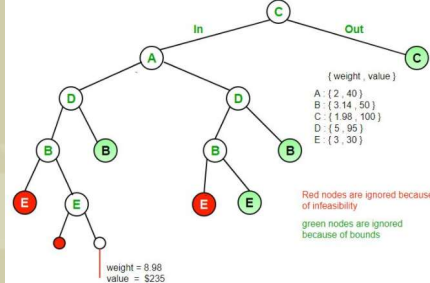 C
In
Out
A
C
{ weight , value }
A : { 2 , 40 }
B : { 3.14 , 50 }
C : { 1.98 , 100 }
D : { 5 , 95 }
E : { 3 , 30 }
D
D
B
B
B
B
E
E
E
E
Red nodes are ignored because
of infeasibility
green nodes are ignored
because of bounds
weight = 8.98
value = $235